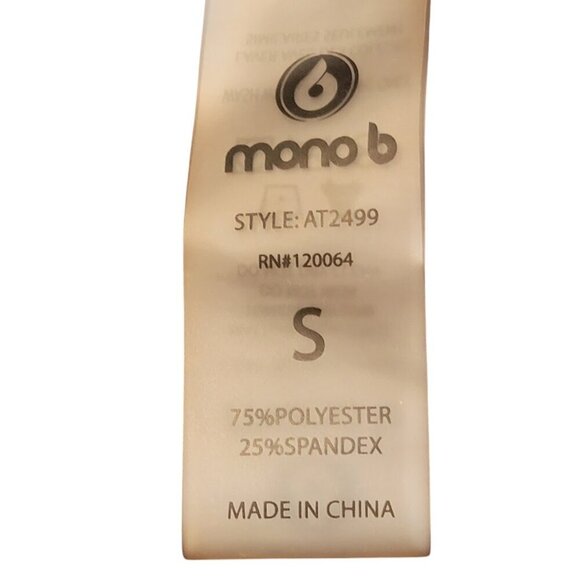 mono b
STYLE: AT2499
RN#120064
S
75%POLYESTER
25%SPANDEX
MADE IN CHINA